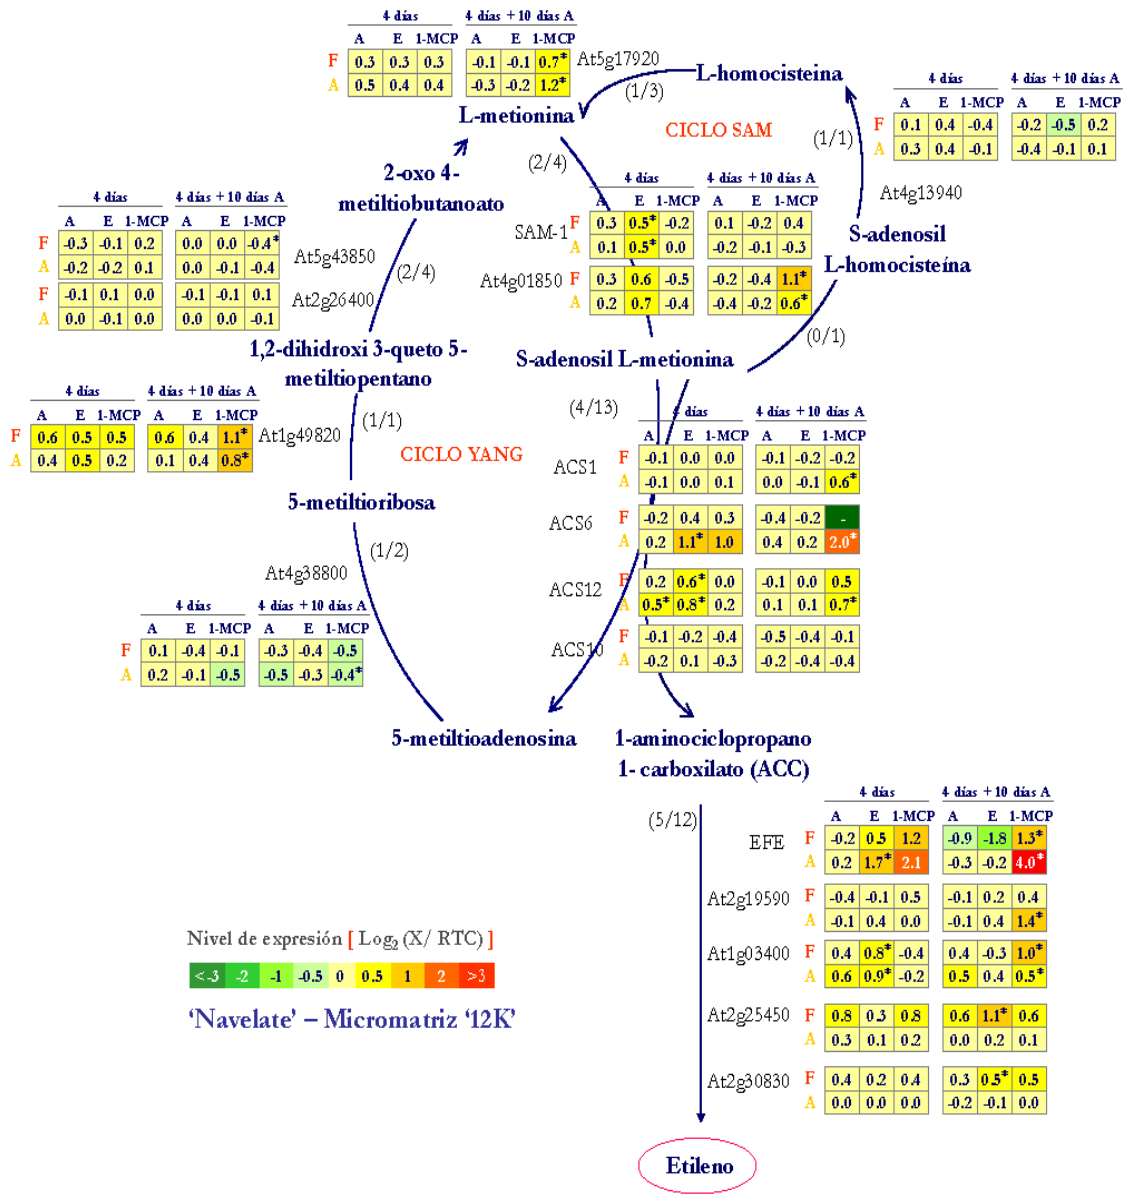 4 días 4 días + 10 días A
A E 1-MCP A E 1-MCP
F 0.3 0.3 0.3 -0.1 -0.1 0.7* At5g17920
A 0.5 0.4 0.4 -0.3 -0.2 1.2*
L-homocisteina
(1/3)
L-metionina
CICLO SAM
4 días 4 días + 10 días A
A E 1-MCP A E 1-MCP
F 0.1 0.4 -0.4 -0.2 -0.5 0.2
A 0.3 0.4 -0.1 -0.4 -0.1 0.1
(1/1)
At4g13940
(2/4)
2-oxo 4-
metiltiobutanoato
4 días 4 días + 10 días A
A E 1-MCP A E 1-MCP
F -0.3 -0.1 0.2 0.0 0.0 -0.4*
A -0.2 -0.2 0.1 0.0 -0.1 -0.4
At5g43850
F -0.1 0.1 0.0 -0.1 -0.1 0.1
A 0.0 -0.1 0.0 0.0 0.0 -0.1
At2g26400
(2/4)
4 días 4 días + 10 días A
A E 1-MCP A E 1-MCP
SAM-1 F 0.3 0.5* -0.2 0.1 -0.2 0.4
A 0.1 0.5* 0.0 -0.2 -0.1 -0.3
At4g01850 F 0.3 0.6 -0.5 -0.2 -0.4 1.1*
A 0.2 0.7 -0.4 -0.4 -0.2 0.6*
S-adenosil
L-homocisteína
(0/1)
1,2-dihidroxi 3-queto 5-
metiltiopentano
S-adenosil L-metionina
4 días 4 días + 10 días A
A E 1-MCP A E 1-MCP
F 0.6 0.5 0.5 0.6 0.4 1.1* At1g49820
A 0.4 0.5 0.2 0.1 0.4 0.8*
(1/1)
CICLO YANG
(4/13)
4 días 4 días + 10 días A
A E 1-MCP A E 1-MCP
ACS1 F -0.1 0.0 0.0 -0.1 -0.2 -0.2
A -0.1 0.0 0.1 0.0 -0.1 0.6*
ACS6 F -0.2 0.4 0.3 -0.4 -0.2 -
A 0.2 1.1* 1.0 0.4 0.2 2.0*
ACS12 F 0.2 0.6* 0.0 -0.1 0.0 0.5
A 0.5* 0.8* 0.2 0.1 0.1 0.7*
ACS10 F -0.1 -0.2 -0.4 -0.5 -0.4 -0.1
A -0.2 0.1 -0.3 -0.2 -0.4 -0.4
5-metiltioribosa
(1/2)
At4g38800
4 días 4 días + 10 días A
A E 1-MCP A E 1-MCP
F 0.1 -0.4 -0.1 -0.3 -0.4 -0.5
A 0.2 -0.1 -0.5 -0.5 -0.3 -0.4*
5-metiltioadenosina
1-aminociclopropano
1- carboxilato (ACC)
(5/12)
4 días 4 días + 10 días A
A E 1-MCP A E 1-MCP
EFE F -0.2 0.5 1.2 -0.9 -1.8 1.3*
A 0.2 1.7* 2.1 -0.3 -0.2 4.0*
At2g19590 F -0.4 -0.1 0.5 -0.1 0.2 0.4
A -0.1 0.4 0.0 -0.1 0.4 1.4*
At1g03400 F 0.4 0.8* -0.4 0.4 -0.3 1.0*
A 0.6 0.9* -0.2 0.5 0.4 0.5*
At2g25450 F 0.8 0.3 0.8 0.6 1.1* 0.6
A 0.3 0.1 0.2 0.0 0.2 0.1
At2g30830 F 0.4 0.2 0.4 0.3 0.5* 0.5
A 0.0 0.0 0.0 -0.2 -0.1 0.0
Nivel de expresión [ Log2 (X/ RTC) ]
<-3 -2 -1 -0.5 0 0.5 1 2 >3
‘Navelate’ – Micromatriz ‘12K’
Etileno